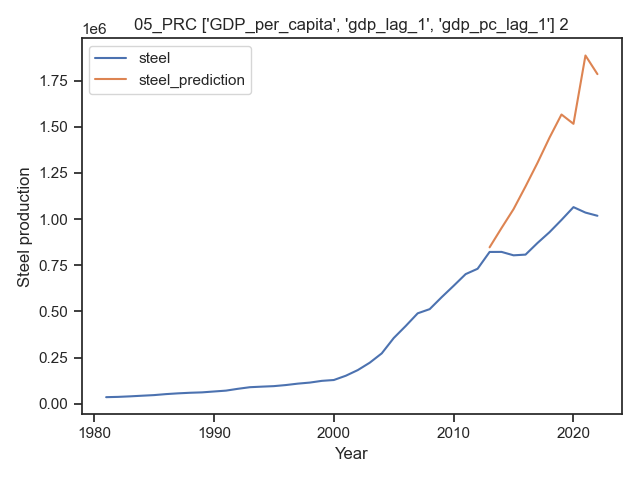 05_PRC ['GDP_per_capita', 'gdp_lag_1', 'gdp_pc_lag_1'] 2
1e6
steel
steel_prediction
1.75
1.50
1.25
1.00
0.75
0.50
0.25
0.00
Steel production
1980 1990 2000 2010 2020
Year